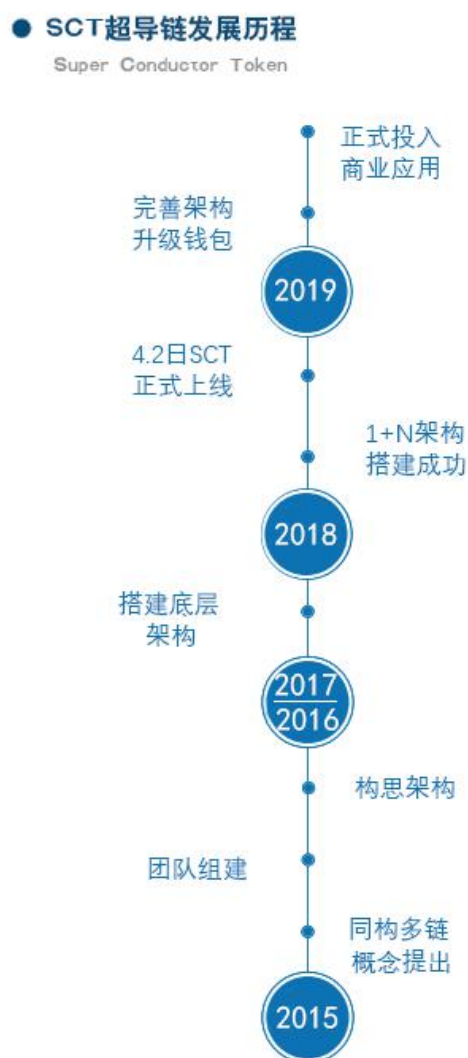 SCT超导链发展历程
Super Conductor Token
正式投入
商业应用
完善架构
升级钱包
2019
4.2日SCT
正式上线
1+N架构
搭建成功
2018
搭建底层
架构
2017
2016
构思架构
团队组建
同构多链
概念提出
2015